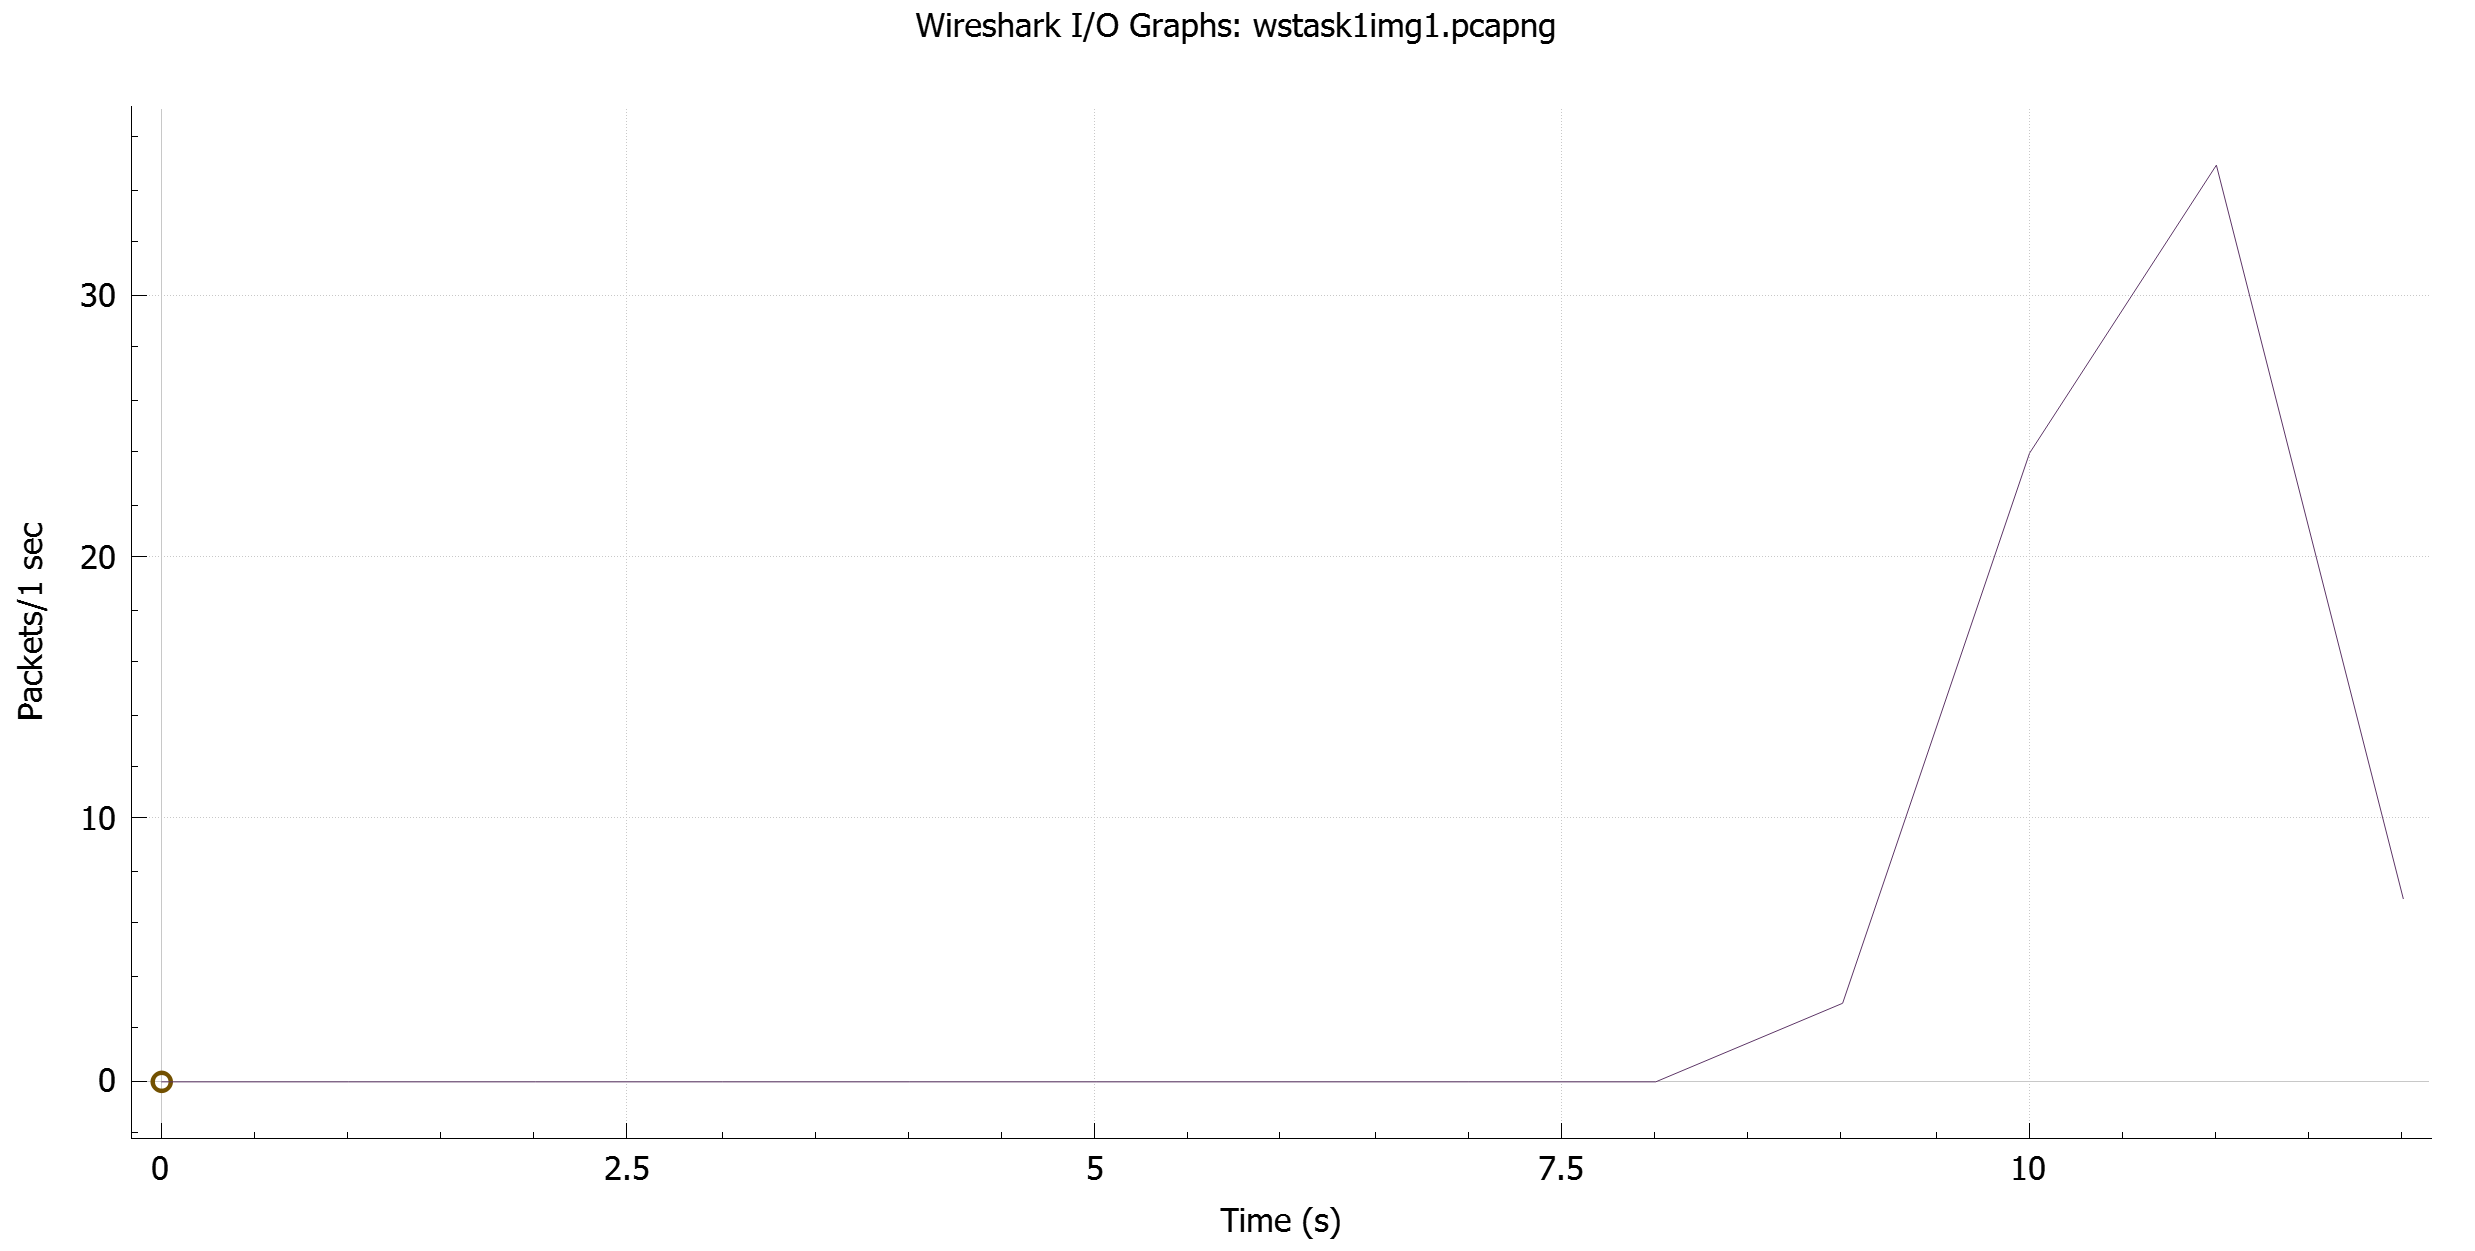 Wireshark I/O Graphs: wstask1img1.pcapng
Packets/1 sec
30
20
10
0
0 2.5 5 7.5 10
Time (s)